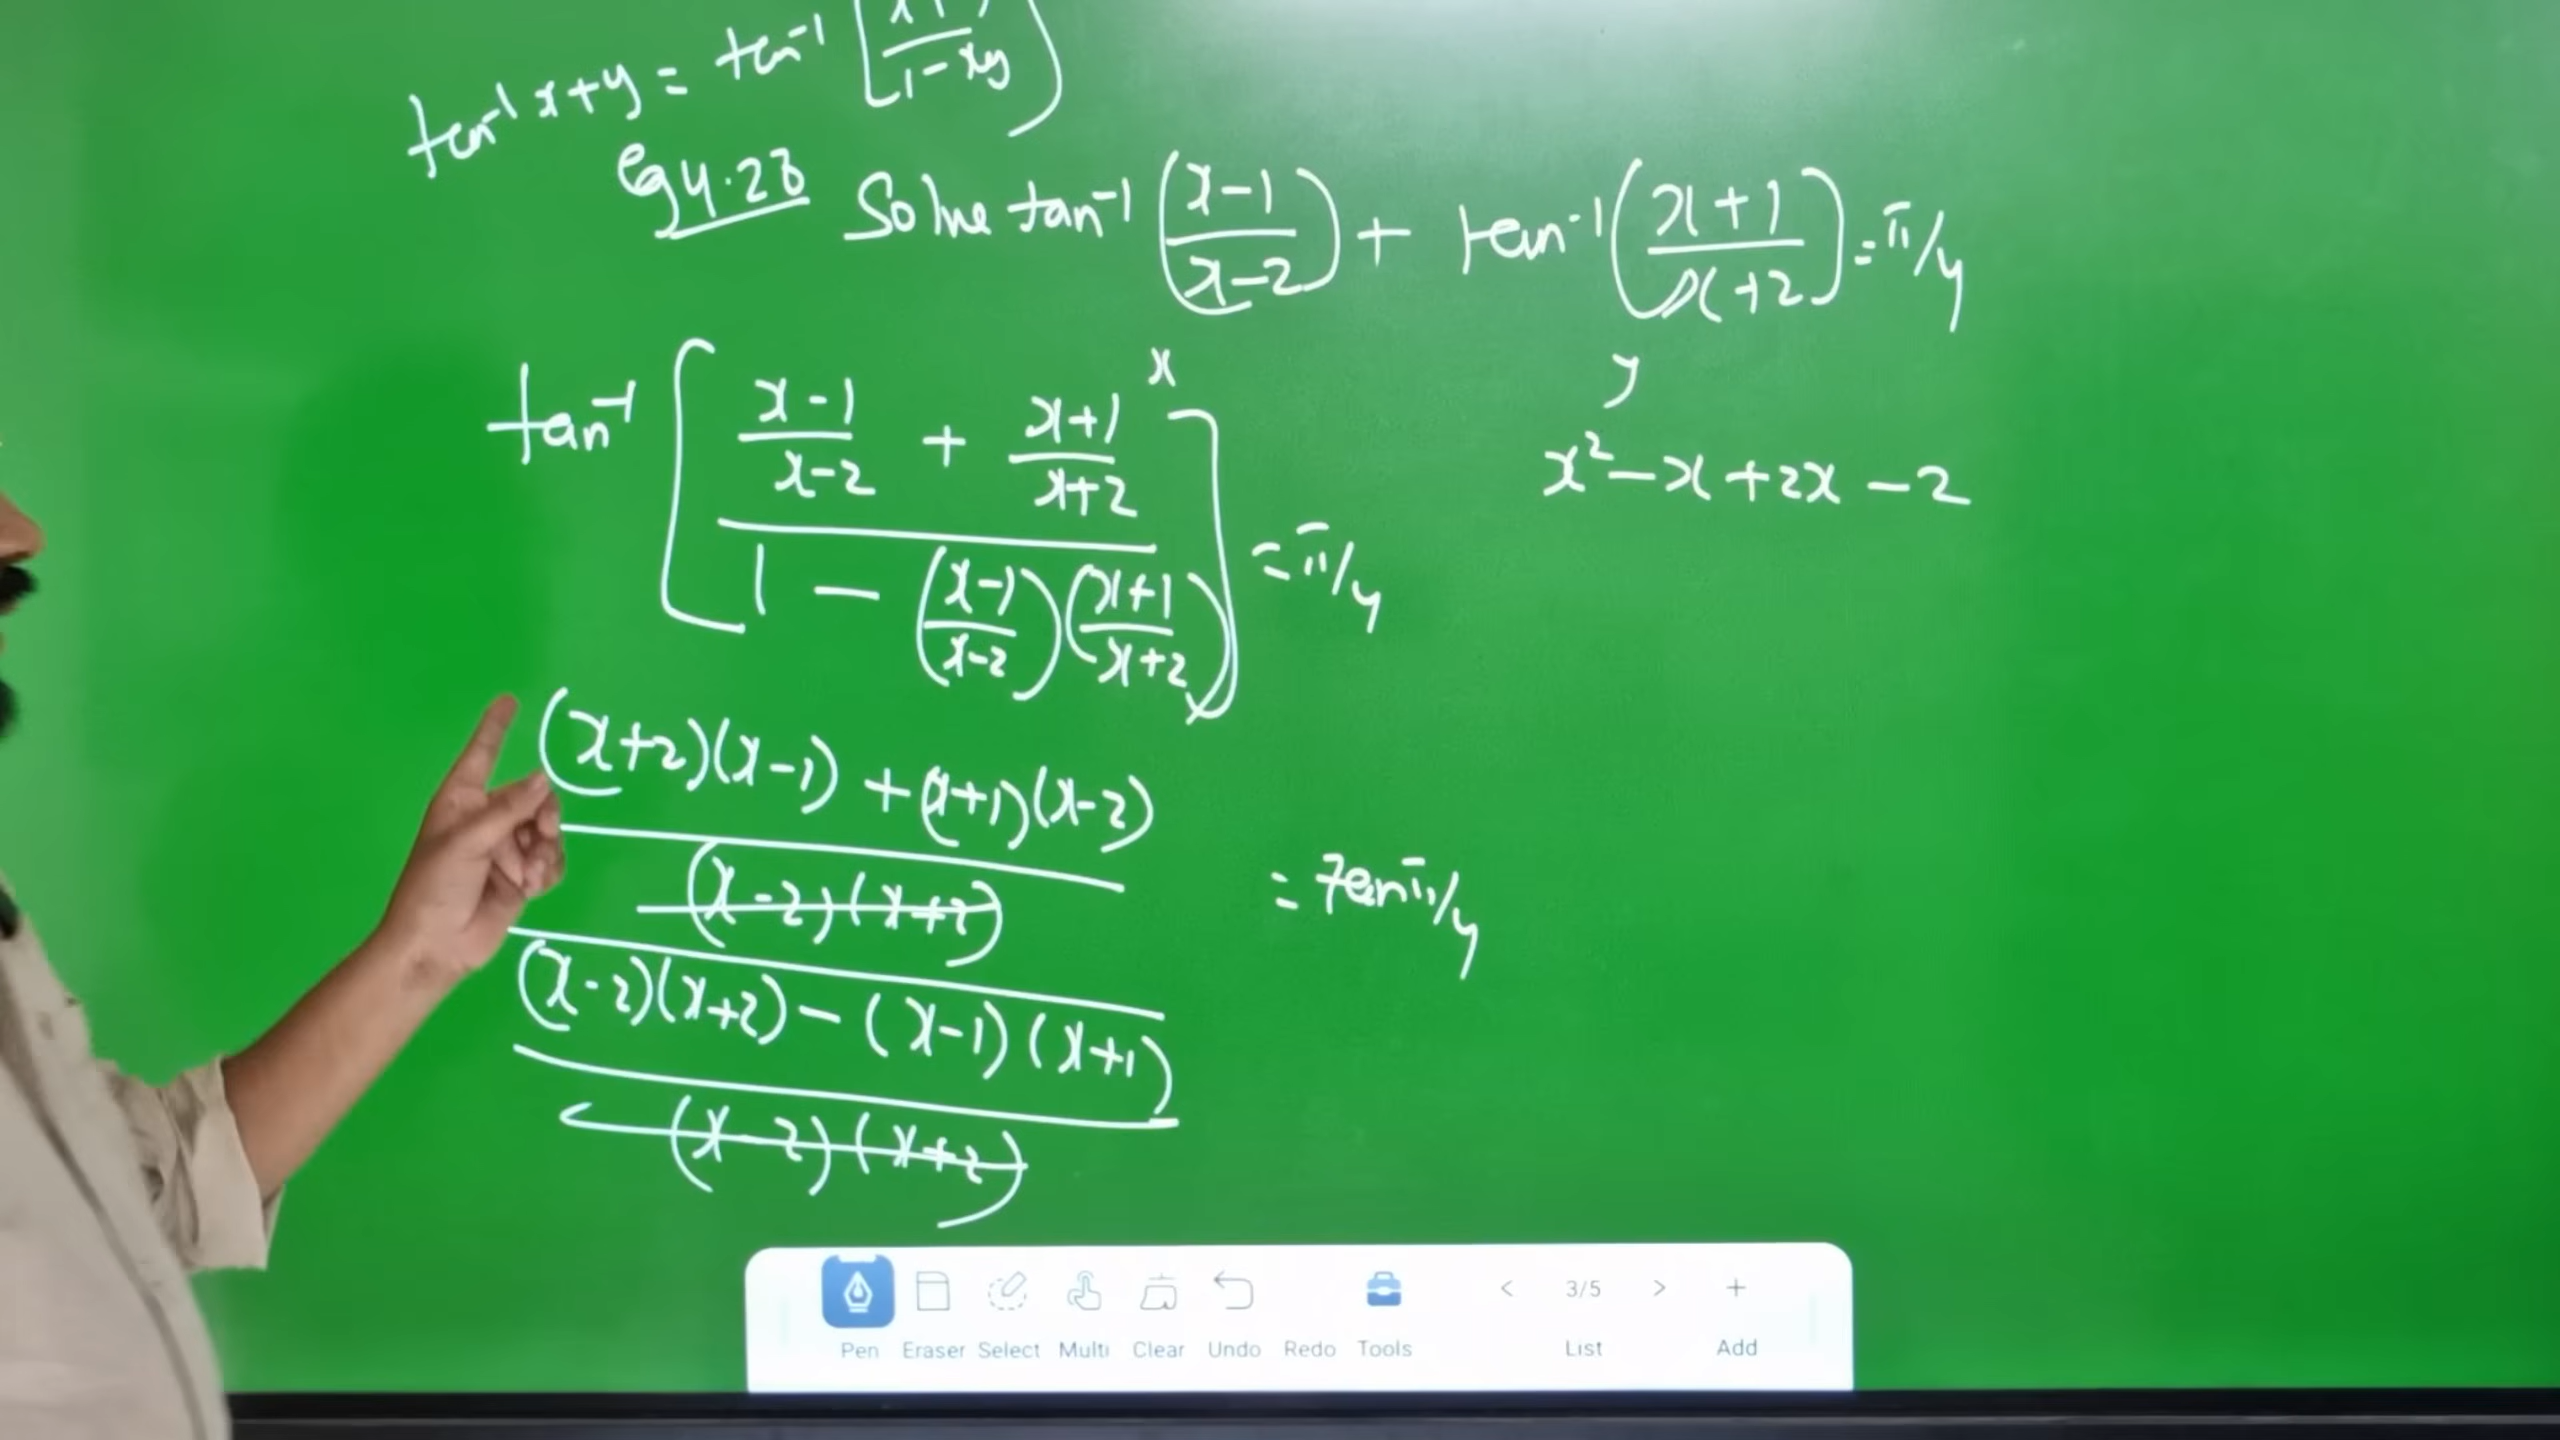 tan⁻¹ x+y = tan⁻¹ [ / 1-xy )
eg 4.28 Solve tan⁻¹ (x-1 / x-2) + tan⁻¹ (x+1 / x+2) = π/4
x
y
tan⁻¹ [ x-1 / x-2 + x+1 / x+2
1 - (x-1 / x-2)(x+1 / x+2) ] = π/4
x² - x + 2x - 2
(x+2)(x-1) + (x+1)(x-2)
(x-2)(x+2)
= Tan π/4
(x-2)(x+2) - (x-1)(x+1)
(x-2)(x+2)
Pen Eraser Select Multi Clear Undo Redo Tools < 3/5 > + List Add